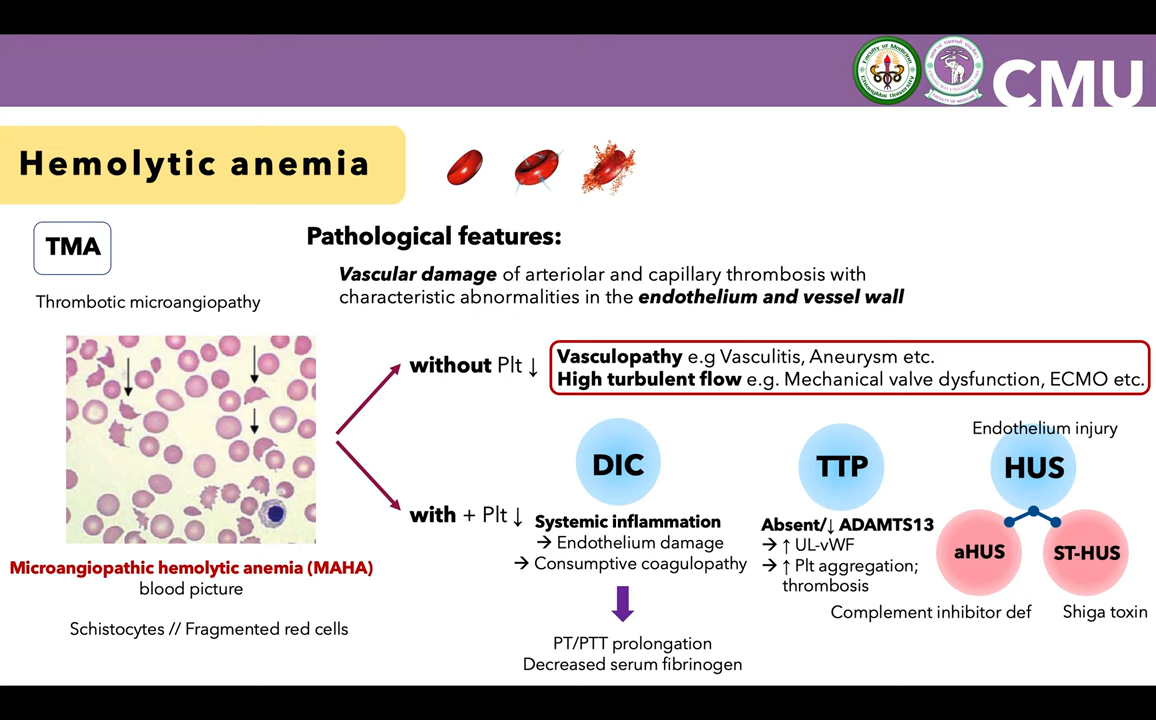 CMU
Hemolytic anemia
TMA
Thrombotic microangiopathy
Pathological features:
Vascular damage of arteriolar and capillary thrombosis with
characteristic abnormalities in the endothelium and vessel wall
without Plt ↓
Vasculopathy e.g Vasculitis, Aneurysm etc.
High turbulent flow e.g. Mechanical valve dysfunction, ECMO etc.
with + Plt ↓
DIC
Systemic inflammation
→ Endothelium damage
→ Consumptive coagulopathy
PT/PTT prolongation
Decreased serum fibrinogen
TTP
Absent/↓ ADAMTS13
→ ↑ UL-vWF
→ ↑ Plt aggregation;
thrombosis
Endothelium injury
HUS
aHUS
ST-HUS
Complement inhibitor def
Shiga toxin
Microangiopathic hemolytic anemia (MAHA)
blood picture
Schistocytes // Fragmented red cells